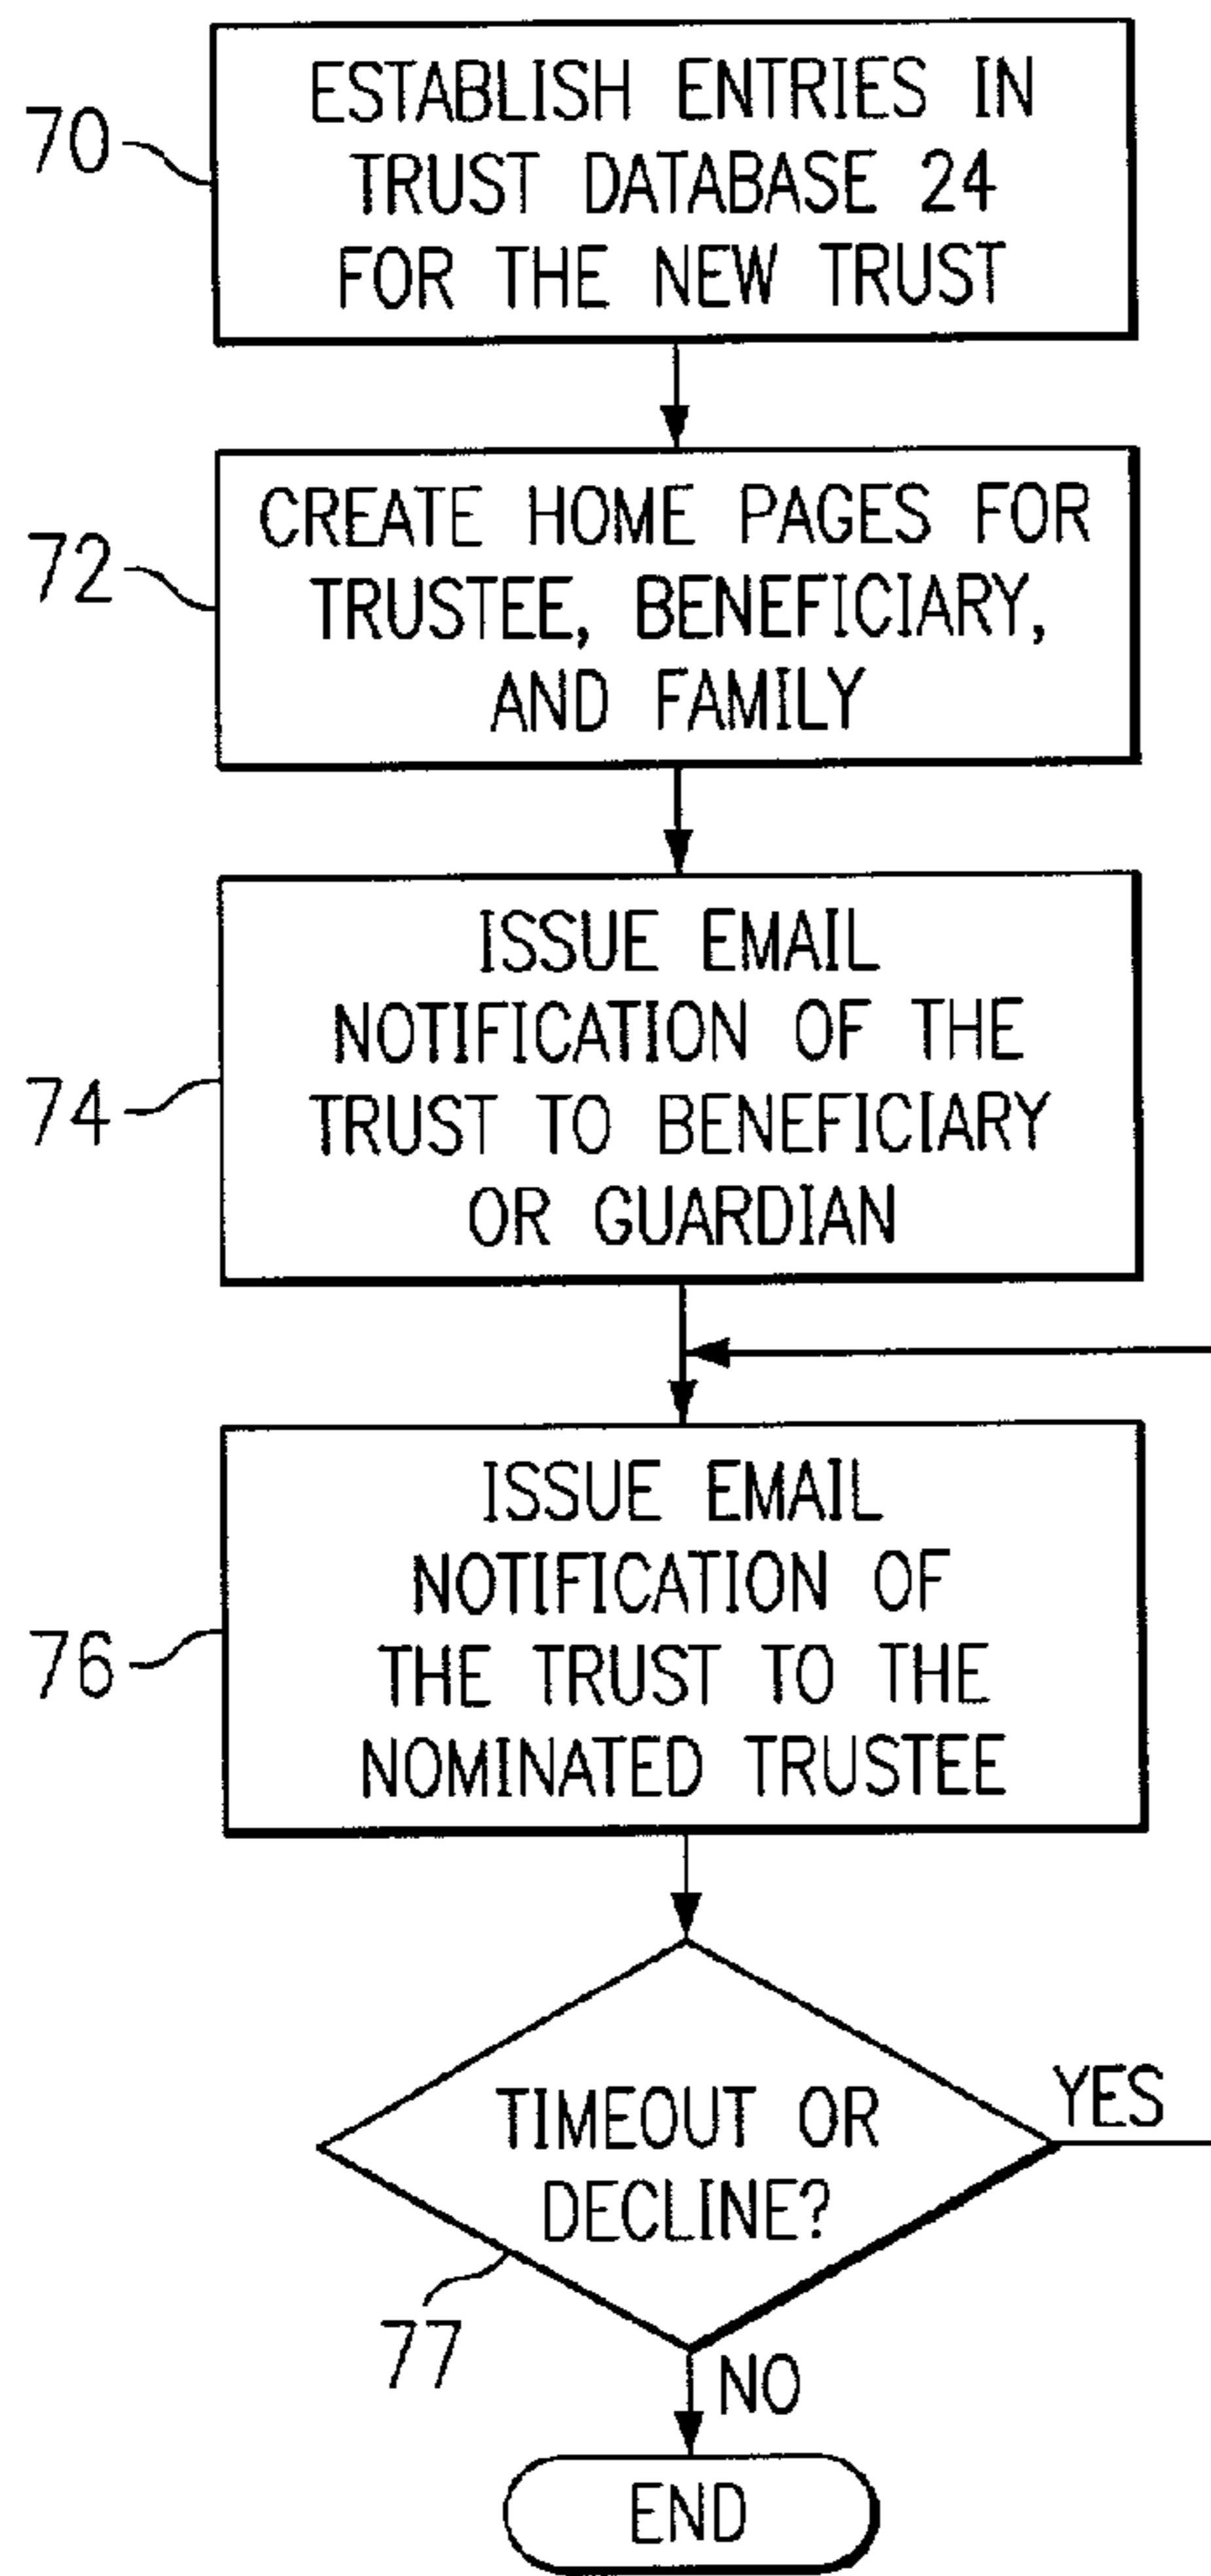 70
ESTABLISH ENTRIES IN
TRUST DATABASE 24
FOR THE NEW TRUST
72
CREATE HOME PAGES FOR
TRUSTEE, BENEFICIARY,
AND FAMILY
74
ISSUE EMAIL
NOTIFICATION OF THE
TRUST TO BENEFICIARY
OR GUARDIAN
76
ISSUE EMAIL
NOTIFICATION OF
THE TRUST TO THE
NOMINATED TRUSTEE
TIMEOUT OR
DECLINE?
YES
77
NO
END